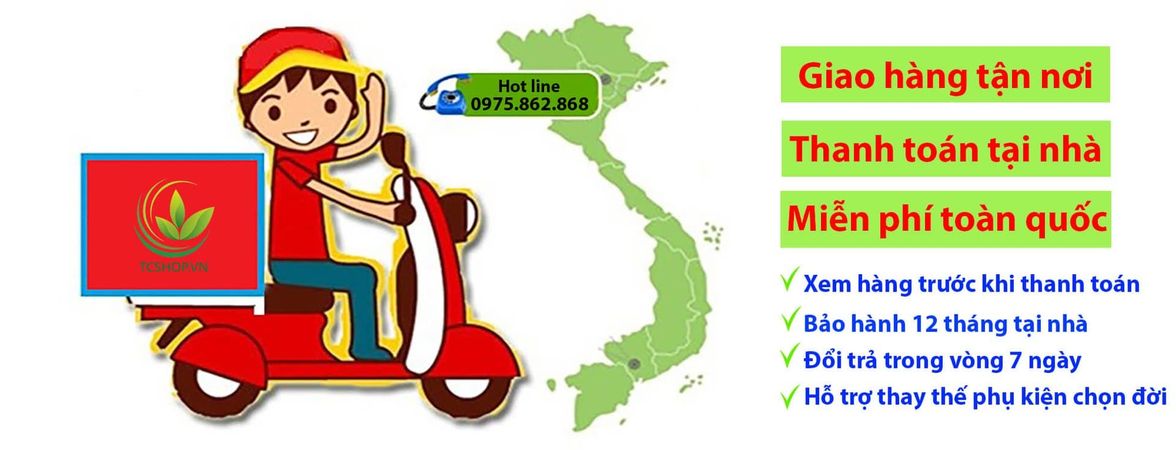 TCSHOP.VN
Hot line
0975.862.868
Giao hàng tận nơi
Thanh toán tại nhà
Miễn phí toàn quốc
Xem hàng trước khi thanh toán
Bảo hành 12 tháng tại nhà
Đổi trả trong vòng 7 ngày
Hỗ trợ thay thế phụ kiện chọn đời